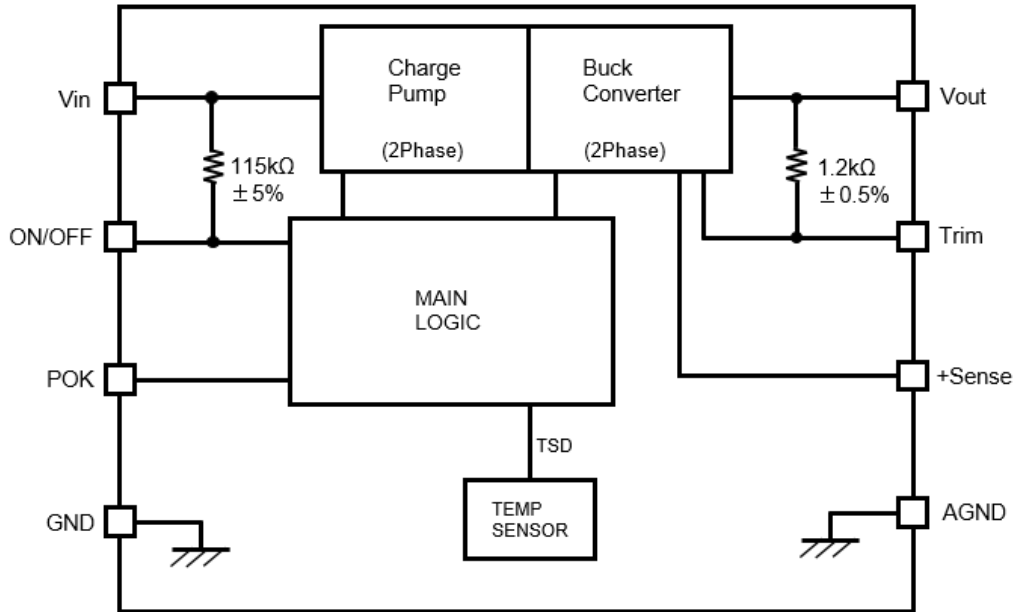 Charge
Pump
(2Phase)
Buck
Converter
(2Phase)
Vin
Vout
115kΩ
±5%
1.2kΩ
±0.5%
ON/OFF
Trim
MAIN
LOGIC
POK
+Sense
TSD
TEMP
SENSOR
GND
AGND